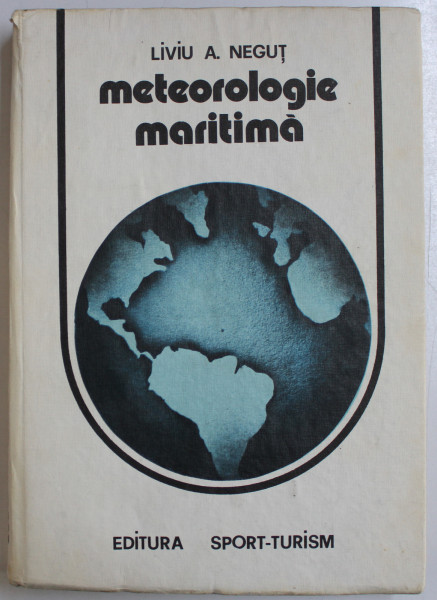 LIVIU A. NEGUȚ
meteorologie
maritimă
EDITURA SPORT-TURISM